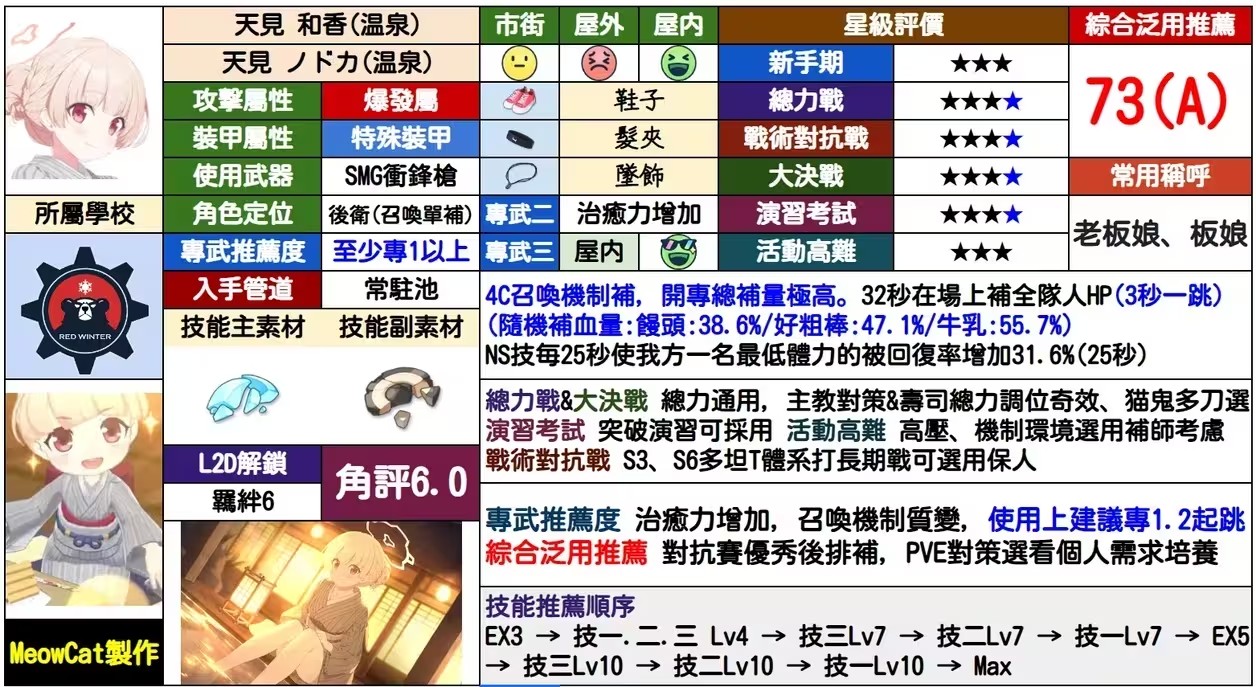 天見 和香(温泉)
天見 ノドカ(温泉)
攻擊屬性 爆發屬
裝甲屬性 特殊裝甲
使用武器 SMG衝鋒槍
所屬學校
角色定位 後衛(召喚單補)
專武推薦度 至少專1以上
入手管道 常駐池
RED WINTER
技能主素材 技能副素材
L2D解鎖
羈絆6
角評6.0
MeowCat製作
市街 屋外 屋内
鞋子
髮夾
墜飾
專武二 治癒力增加
專武三 屋内
星級評價
新手期 ★★★
總力戰 ★★★★
戰術對抗戰 ★★★★
大決戰 ★★★★
演習考試 ★★★★
活動高難 ★★★
綜合泛用推薦
73(A)
常用稱呼
老板娘、板娘
4C召喚機制補, 開專總補量極高。32秒在場上補全隊人HP(3秒一跳)
(隨機補血量:饅頭:38.6%/好粗棒:47.1%/牛乳:55.7%)
NS技每25秒使我方一名最低體力的被回復率增加31.6%(25秒)
總力戰&大決戰 總力通用, 主教對策&壽司總力調位奇效、猫鬼多刀選
演習考試 突破演習可採用 活動高難 高壓、機制環境選用補師考慮
戰術對抗戰 S3、S6多坦T體系打長期戰可選用保人
專武推薦度 治癒力增加, 召喚機制質變, 使用上建議專1.2起跳
綜合泛用推薦 對抗賽優秀後排補, PVE對策選看個人需求培養
技能推薦順序
EX3 → 技一.二.三 Lv4 → 技三Lv7 → 技二Lv7 → 技一Lv7 → EX5
→ 技三Lv10 → 技二Lv10 → 技一Lv10 → Max